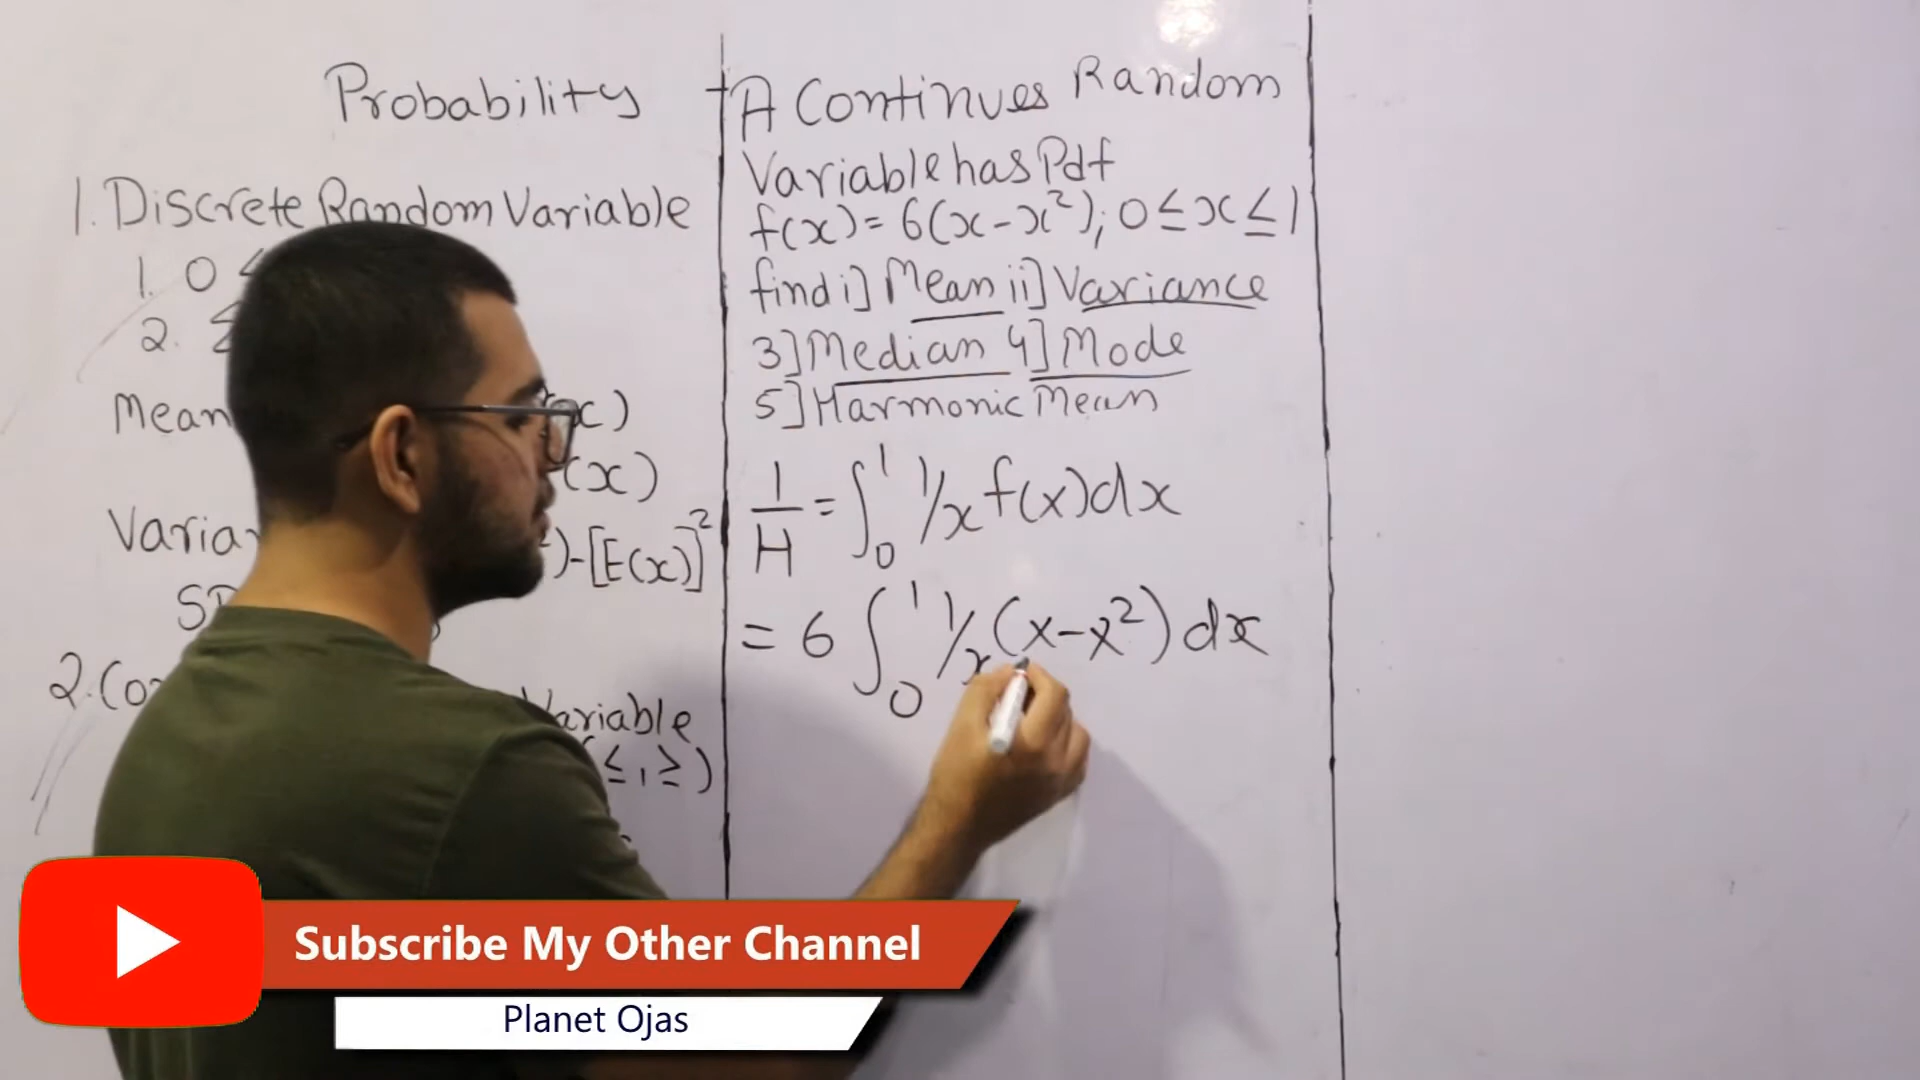 Probability
1. Discrete Random Variable
1. 0
2.
Mean (x)
(x)
)-[E(x)]²
2.
Variable
≤, ≥)
A Continues Random
Variable has Pdf
f(x)= 6(x-x²); 0≤x≤1
find i] Mean ii] Variance
3] Median 4] Mode
5] Harmonic Mean
1/H = ∫₀¹ 1/x f(x)dx
= 6 ∫₀¹ 1/x (x-x²) dx
Subscribe My Other Channel
Planet Ojas